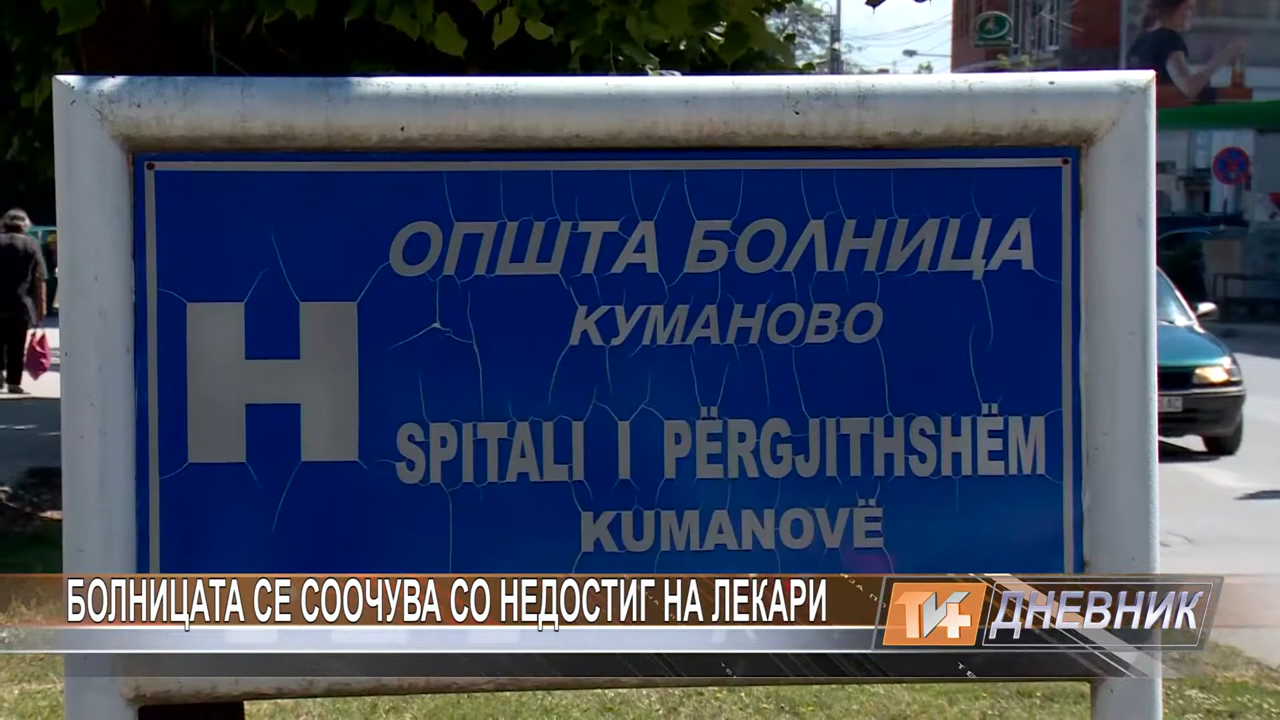 ОПШТА БОЛНИЦА
КУМАНОВО
H
SPITALI I PËRGJITHSHËM
KUMANOVË
БОЛНИЦАТА СЕ СООЧУВА СО НЕДОСТИГ НА ЛЕКАРИ
ДНЕВНИК